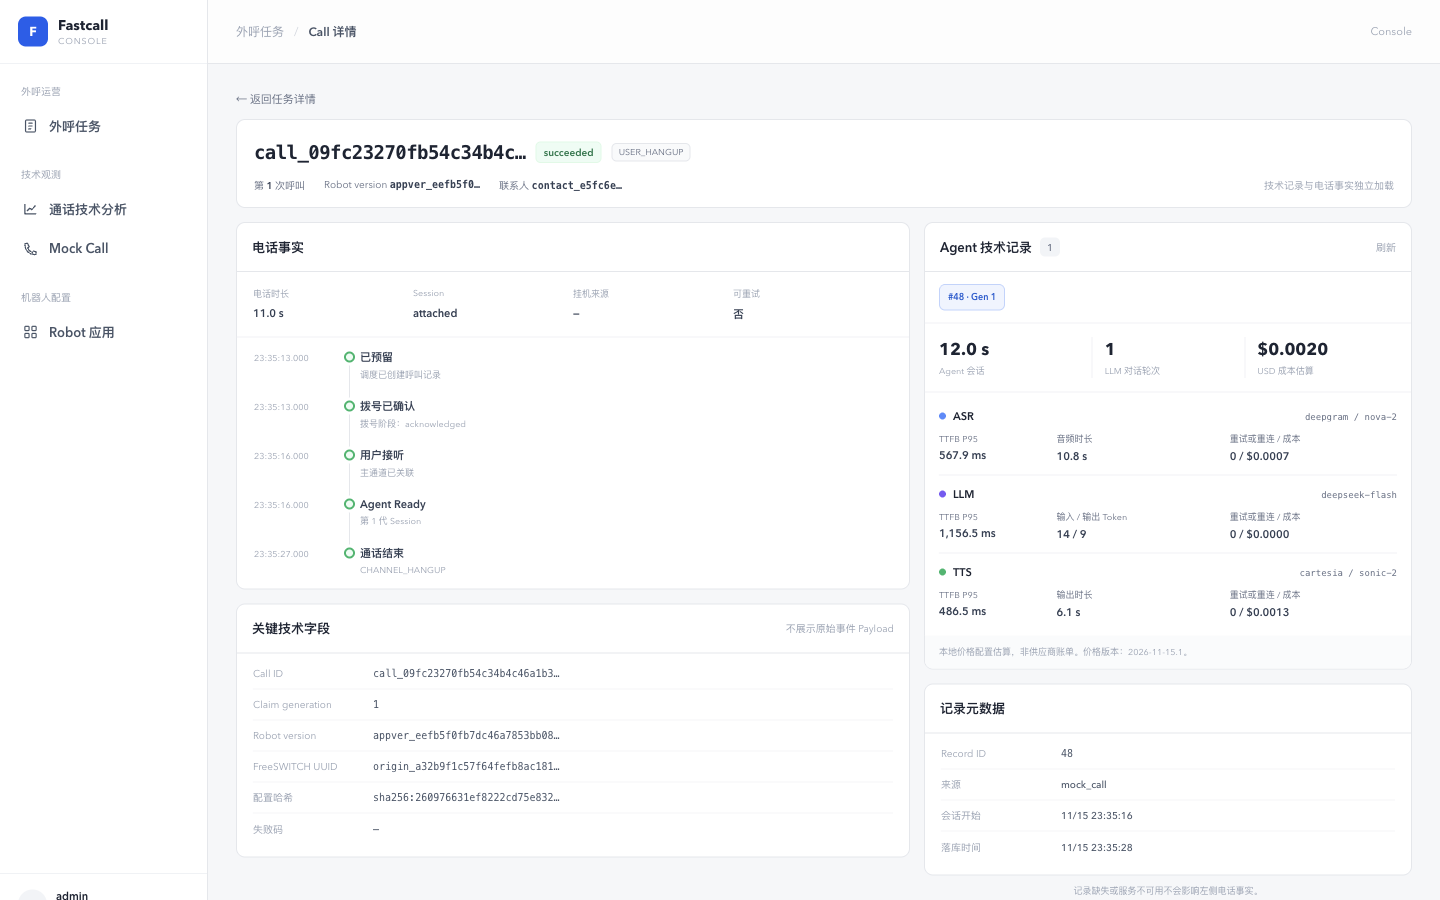 F
Fastcall
CONSOLE
外呼运营
外呼任务
技术观测
通话技术分析
Mock Call
机器人配置
Robot 应用
admin
外呼任务 / Call 详情
Console
← 返回任务详情
call_09fc23270fb54c34b4c… succeeded USER_HANGUP
第 1 次呼叫 Robot version appver_eefb5f0… 联系人 contact_e5fc6e…
技术记录与电话事实独立加载
电话事实
电话时长 Session 挂机来源 可重试
11.0 s attached — 否
23:35:13.000 已预留
调度已创建呼叫记录
23:35:13.000 拨号已确认
拨号阶段：acknowledged
23:35:16.000 用户接听
主通道已关联
23:35:16.000 Agent Ready
第 1 代 Session
23:35:27.000 通话结束
CHANNEL_HANGUP
关键技术字段 不展示原始事件 Payload
Call ID call_09fc23270fb54c34b4c46a1b3…
Claim generation 1
Robot version appver_eefb5f0fb7dc46a7853bb08…
FreeSWITCH UUID origin_a32b9f1c57f64fefb8ac181…
配置哈希 sha256:260976631ef8222cd75e832…
失败码 —
Agent 技术记录 1 刷新
#48 · Gen 1
12.0 s 1 $0.0020
Agent 会话 LLM 对话轮次 USD 成本估算
ASR deepgram / nova-2
TTFB P95 音频时长 重试或重连 / 成本
567.9 ms 10.8 s 0 / $0.0007
LLM deepseek-flash
TTFB P95 输入 / 输出 Token 重试或重连 / 成本
1,156.5 ms 14 / 9 0 / $0.0000
TTS cartesia / sonic-2
TTFB P95 输出时长 重试或重连 / 成本
486.5 ms 6.1 s 0 / $0.0013
本地价格配置估算，非供应商账单。价格版本：2026-11-15.1。
记录元数据
Record ID 48
来源 mock_call
会话开始 11/15 23:35:16
落库时间 11/15 23:35:28
记录缺失或服务不可用不会影响左侧电话事实。